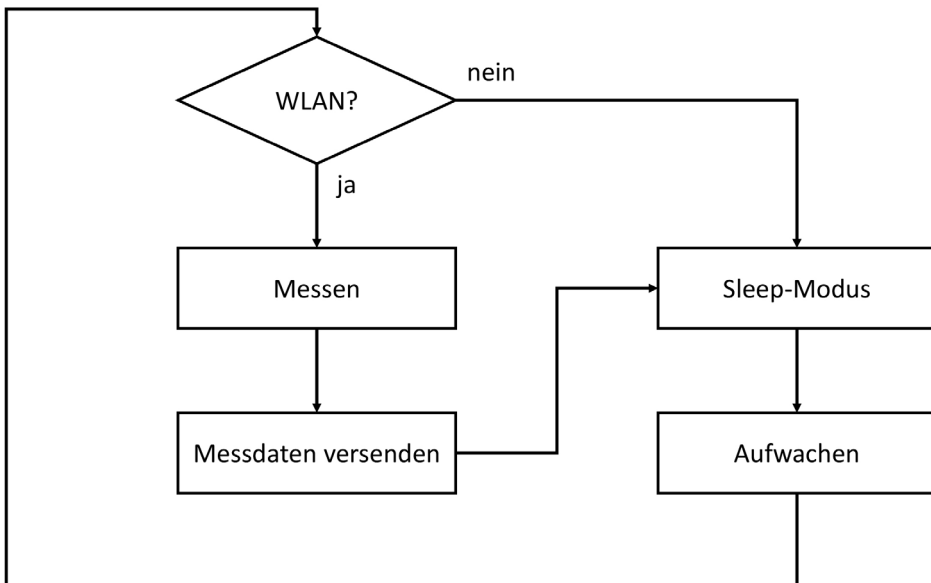 WLAN?
nein
ja
Messen
Sleep-Modus
Messdaten versenden
Aufwachen